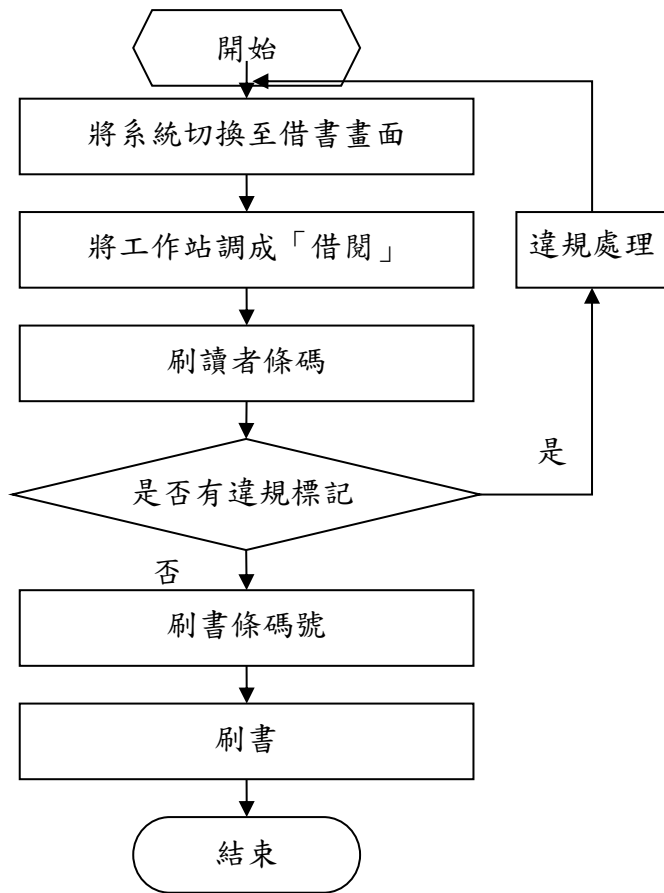 開始
將系統切換至借書畫面
將工作站調成「借閱」
違規處理
刷讀者條碼
是
是否有違規標記
否
刷書條碼號
刷書
結束